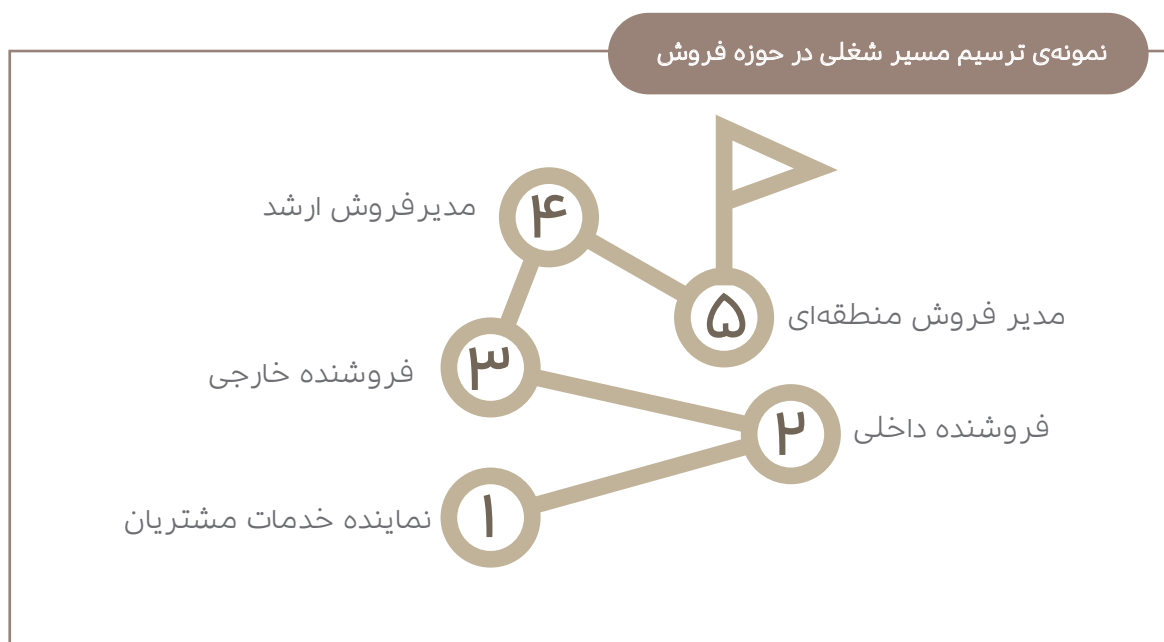 نمونه‌ی ترسیم مسیر شغلی در حوزه فروش
۴
مدیرفروش ارشد
۵
مدیر فروش منطقه‌ای
۳
فروشنده خارجی
۲
فروشنده داخلی
۱
نماینده خدمات مشتریان